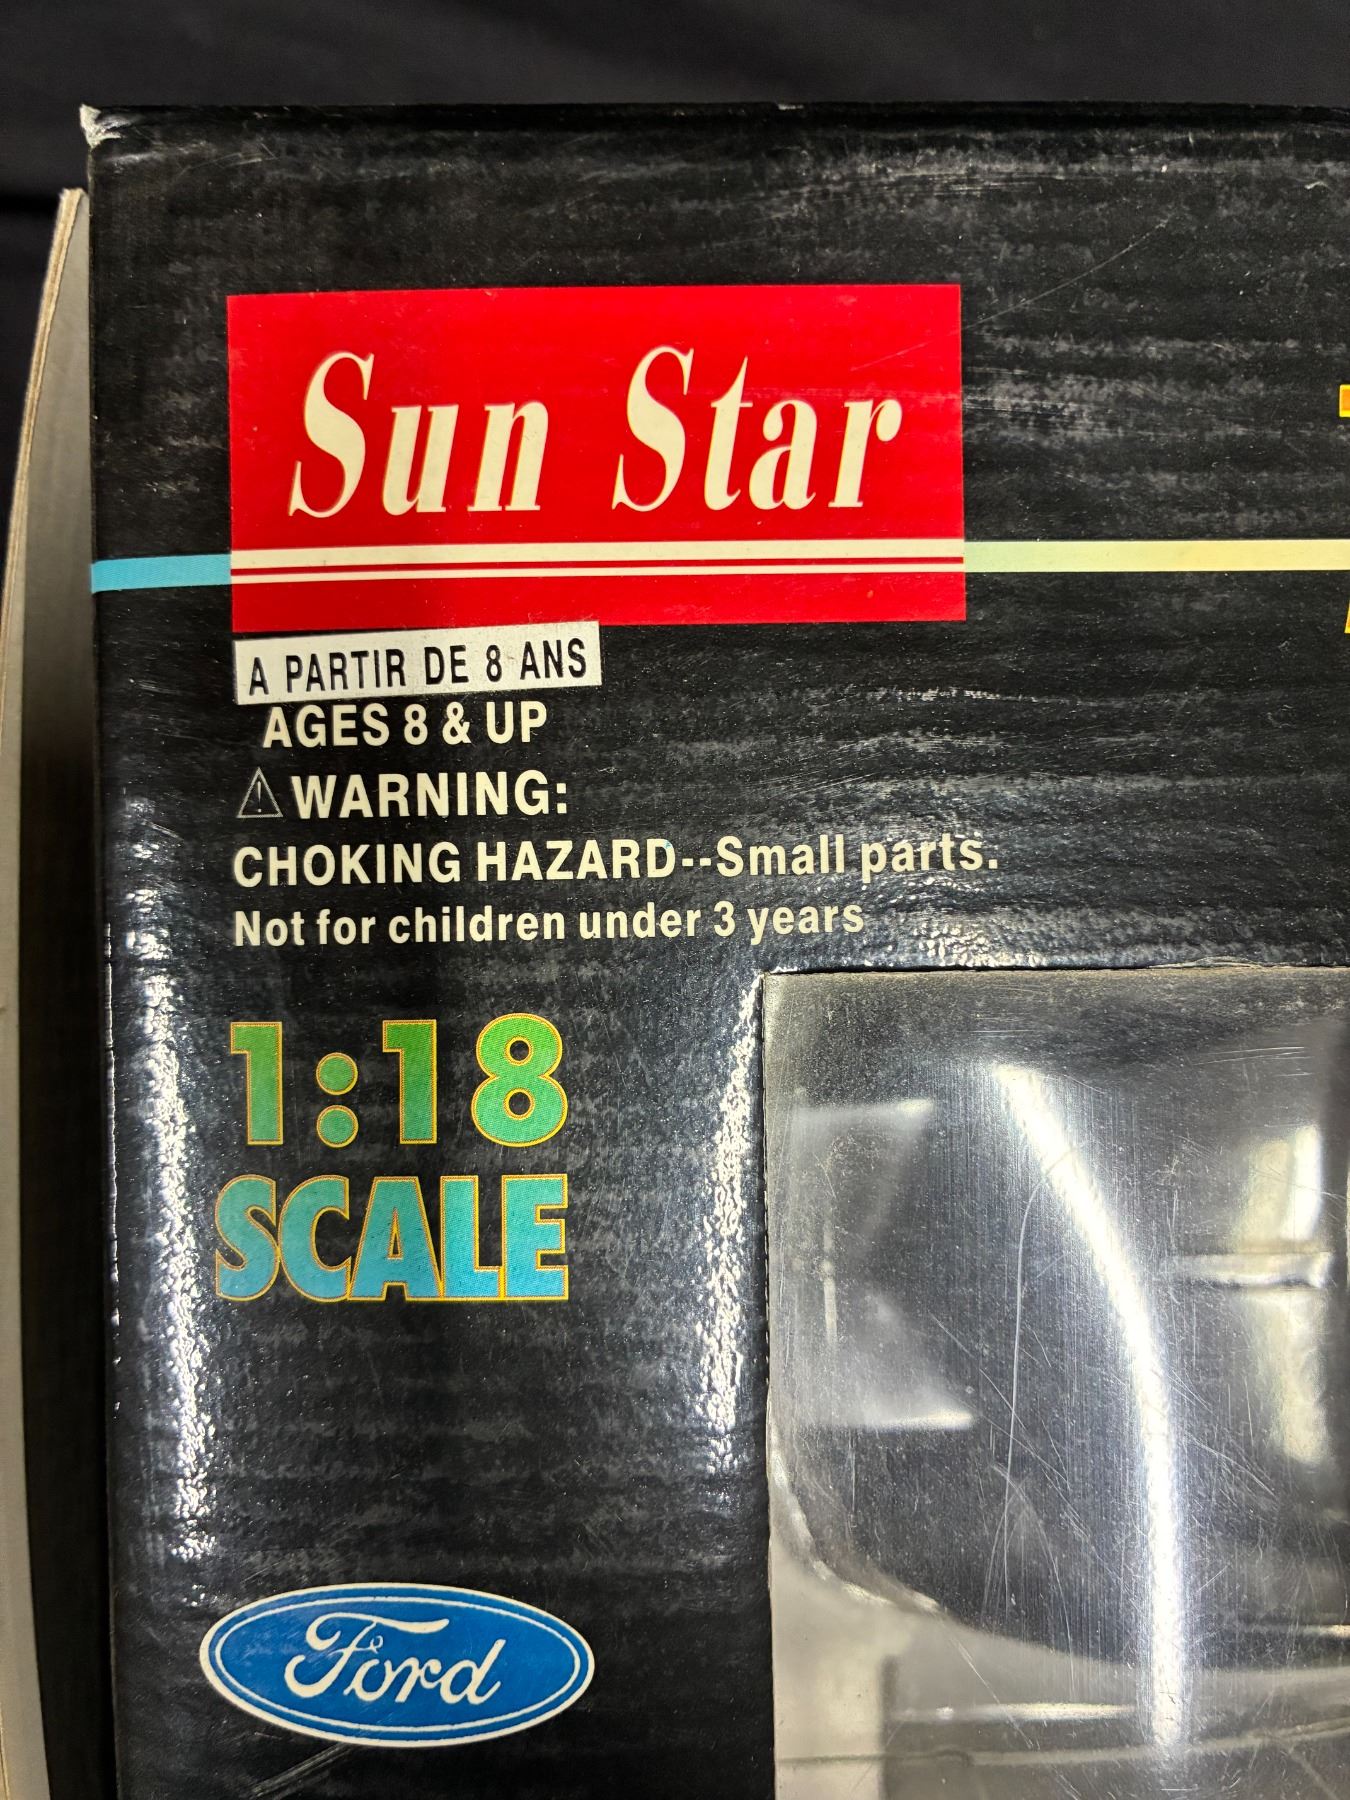 Sun Star
A PARTIR DE 8 ANS
AGES 8 & UP
WARNING:
CHOKING HAZARD--Small parts.
Not for children under 3 years
1:18
SCALE
Ford